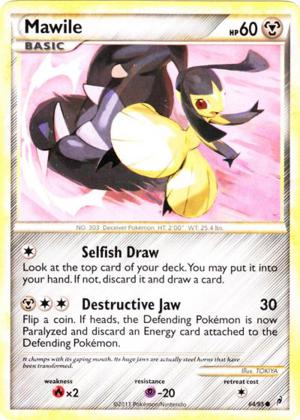 Mawile
HP60
BASIC
NO. 303 Deceiver Pokémon. HT. 2'00" WT. 25.4 lbs.
Selfish Draw
Look at the top card of your deck. You may put it into
your hand. If not, discard it and draw a card.
Destructive Jaw 30
Flip a coin. If heads, the Defending Pokémon is now
Paralyzed and discard an Energy card attached to
the Defending Pokémon.
It chomps with its gaping mouth. Its huge jaws are actually steel horns that have
been transformed.
Illus. TOKIYA
weakness
×2
resistance
-20
retreat cost
©2011 Pokémon/Nintendo
64/95